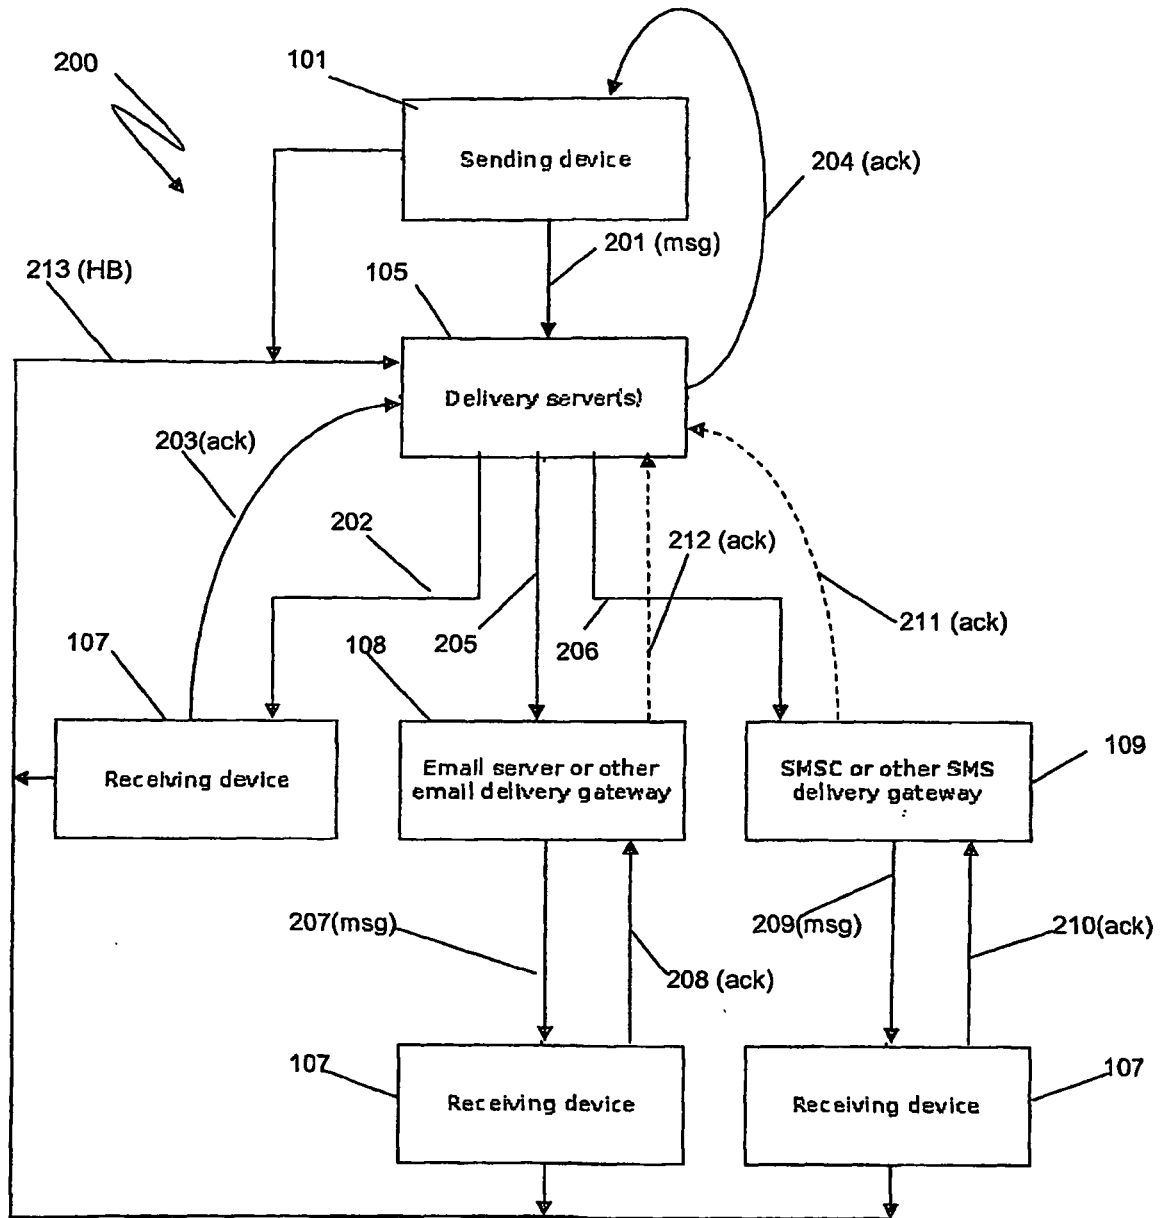 200
101
Sending device
204 (ack)
201 (msg)
213 (HB)
105
Delivery server(s)
203(ack)
202
212 (ack)
205
206
211 (ack)
107
108
109
Receiving device
Email server or other
email delivery gateway
SMSC or other SMS
delivery gateway
207(msg)
208 (ack)
209(msg)
210(ack)
107
Receiving device
Receiving device
107